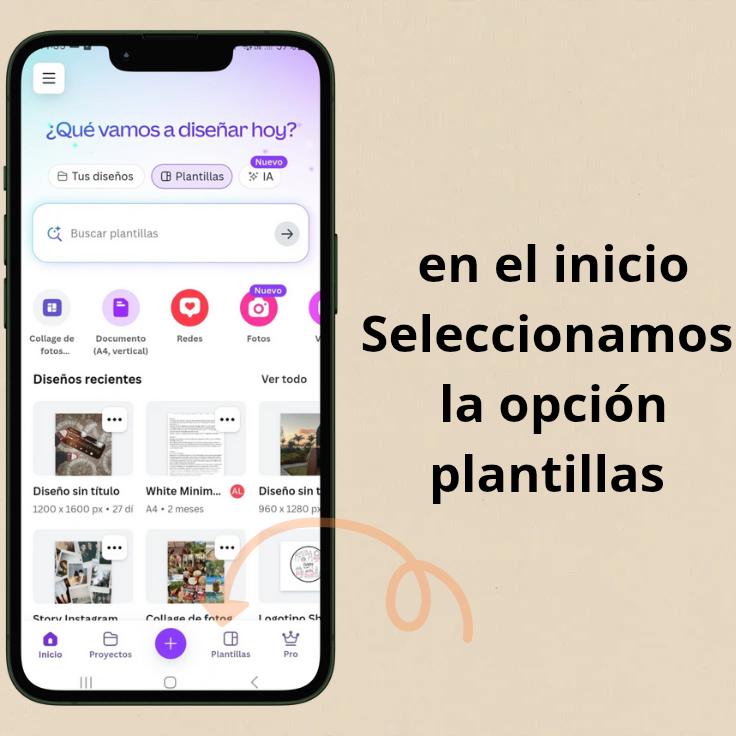 ¿Qué vamos a diseñar hoy?
Nuevo
Tus diseños
Plantillas
IA
Buscar plantillas
Nuevo
Collage de
fotos...
Documento
(A4, vertical)
Redes
Fotos
Diseños recientes
Ver todo
Diseño sin título
1200 x 1600 px • 27 dí
White Minim...
AL
A4 • 2 meses
Diseño sin t
960 x 1280 px
Story Instagram
Collage de fotos
Logotipo Sh
Inicio
Proyectos
Plantillas
Pro
en el inicio
Seleccionamos
la opción
plantillas